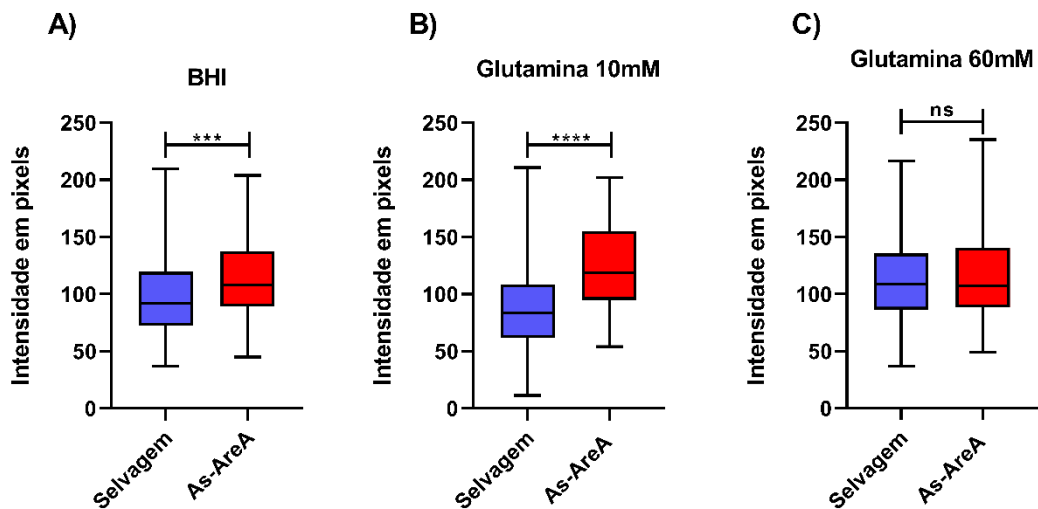 A)
BHI
Intensidade em pixels
250
200
150
100
50
0
***
Selvagem
As-AreA
B)
Glutamina 10mM
Intensidade em pixels
250
200
150
100
50
0
****
Selvagem
As-AreA
C)
Glutamina 60mM
Intensidade em pixels
250
200
150
100
50
0
ns
Selvagem
As-AreA